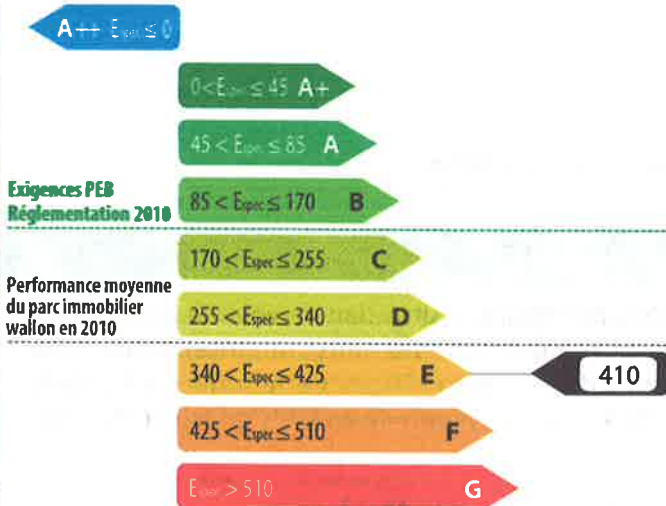 A++ Espec ≤ 0
0 < Espec ≤ 45 A+
45 < Espec ≤ 85 A
Exigences PEB
Réglementation 2010
85 < Espec ≤ 170 B
170 < Espec ≤ 255 C
Performance moyenne
du parc immobilier
wallon en 2010
255 < Espec ≤ 340 D
340 < Espec ≤ 425 E
410
425 < Espec ≤ 510 F
Espec > 510 G